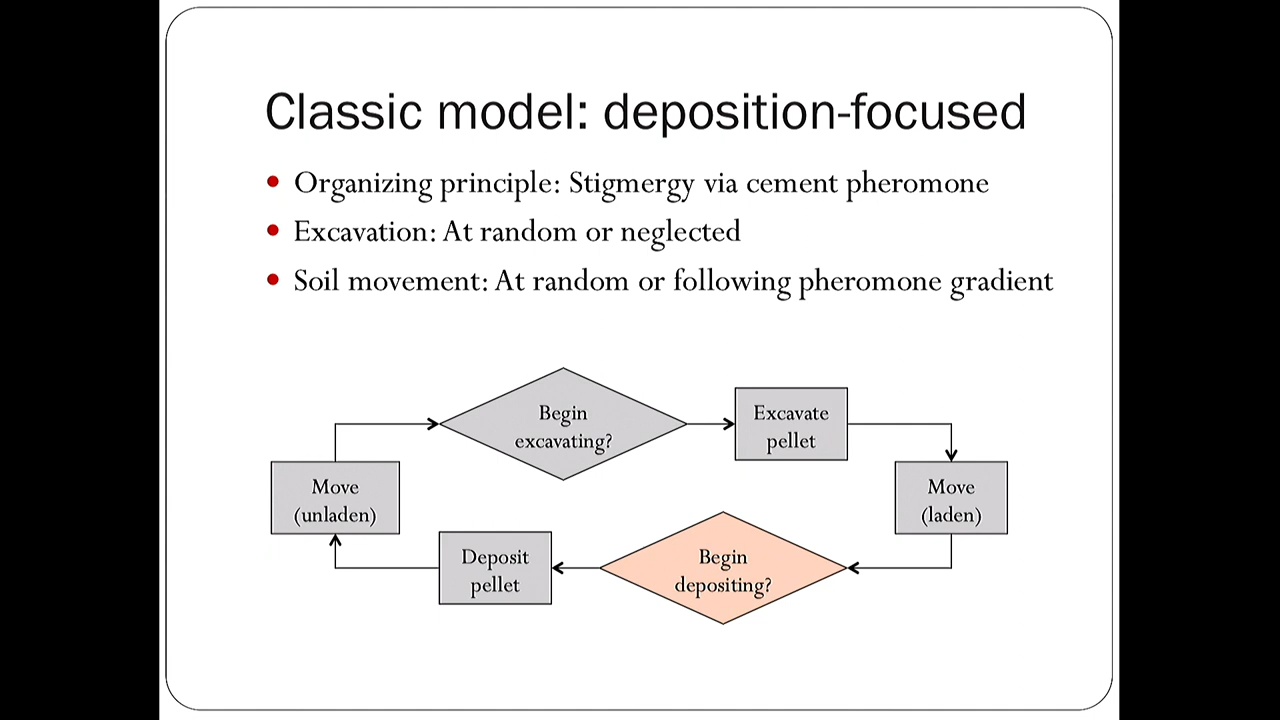 Classic model: deposition-focused
Organizing principle: Stigmergy via cement pheromone
Excavation: At random or neglected
Soil movement: At random or following pheromone gradient
Begin
excavating?
Excavate
pellet
Move
(unladen)
Move
(laden)
Deposit
pellet
Begin
depositing?